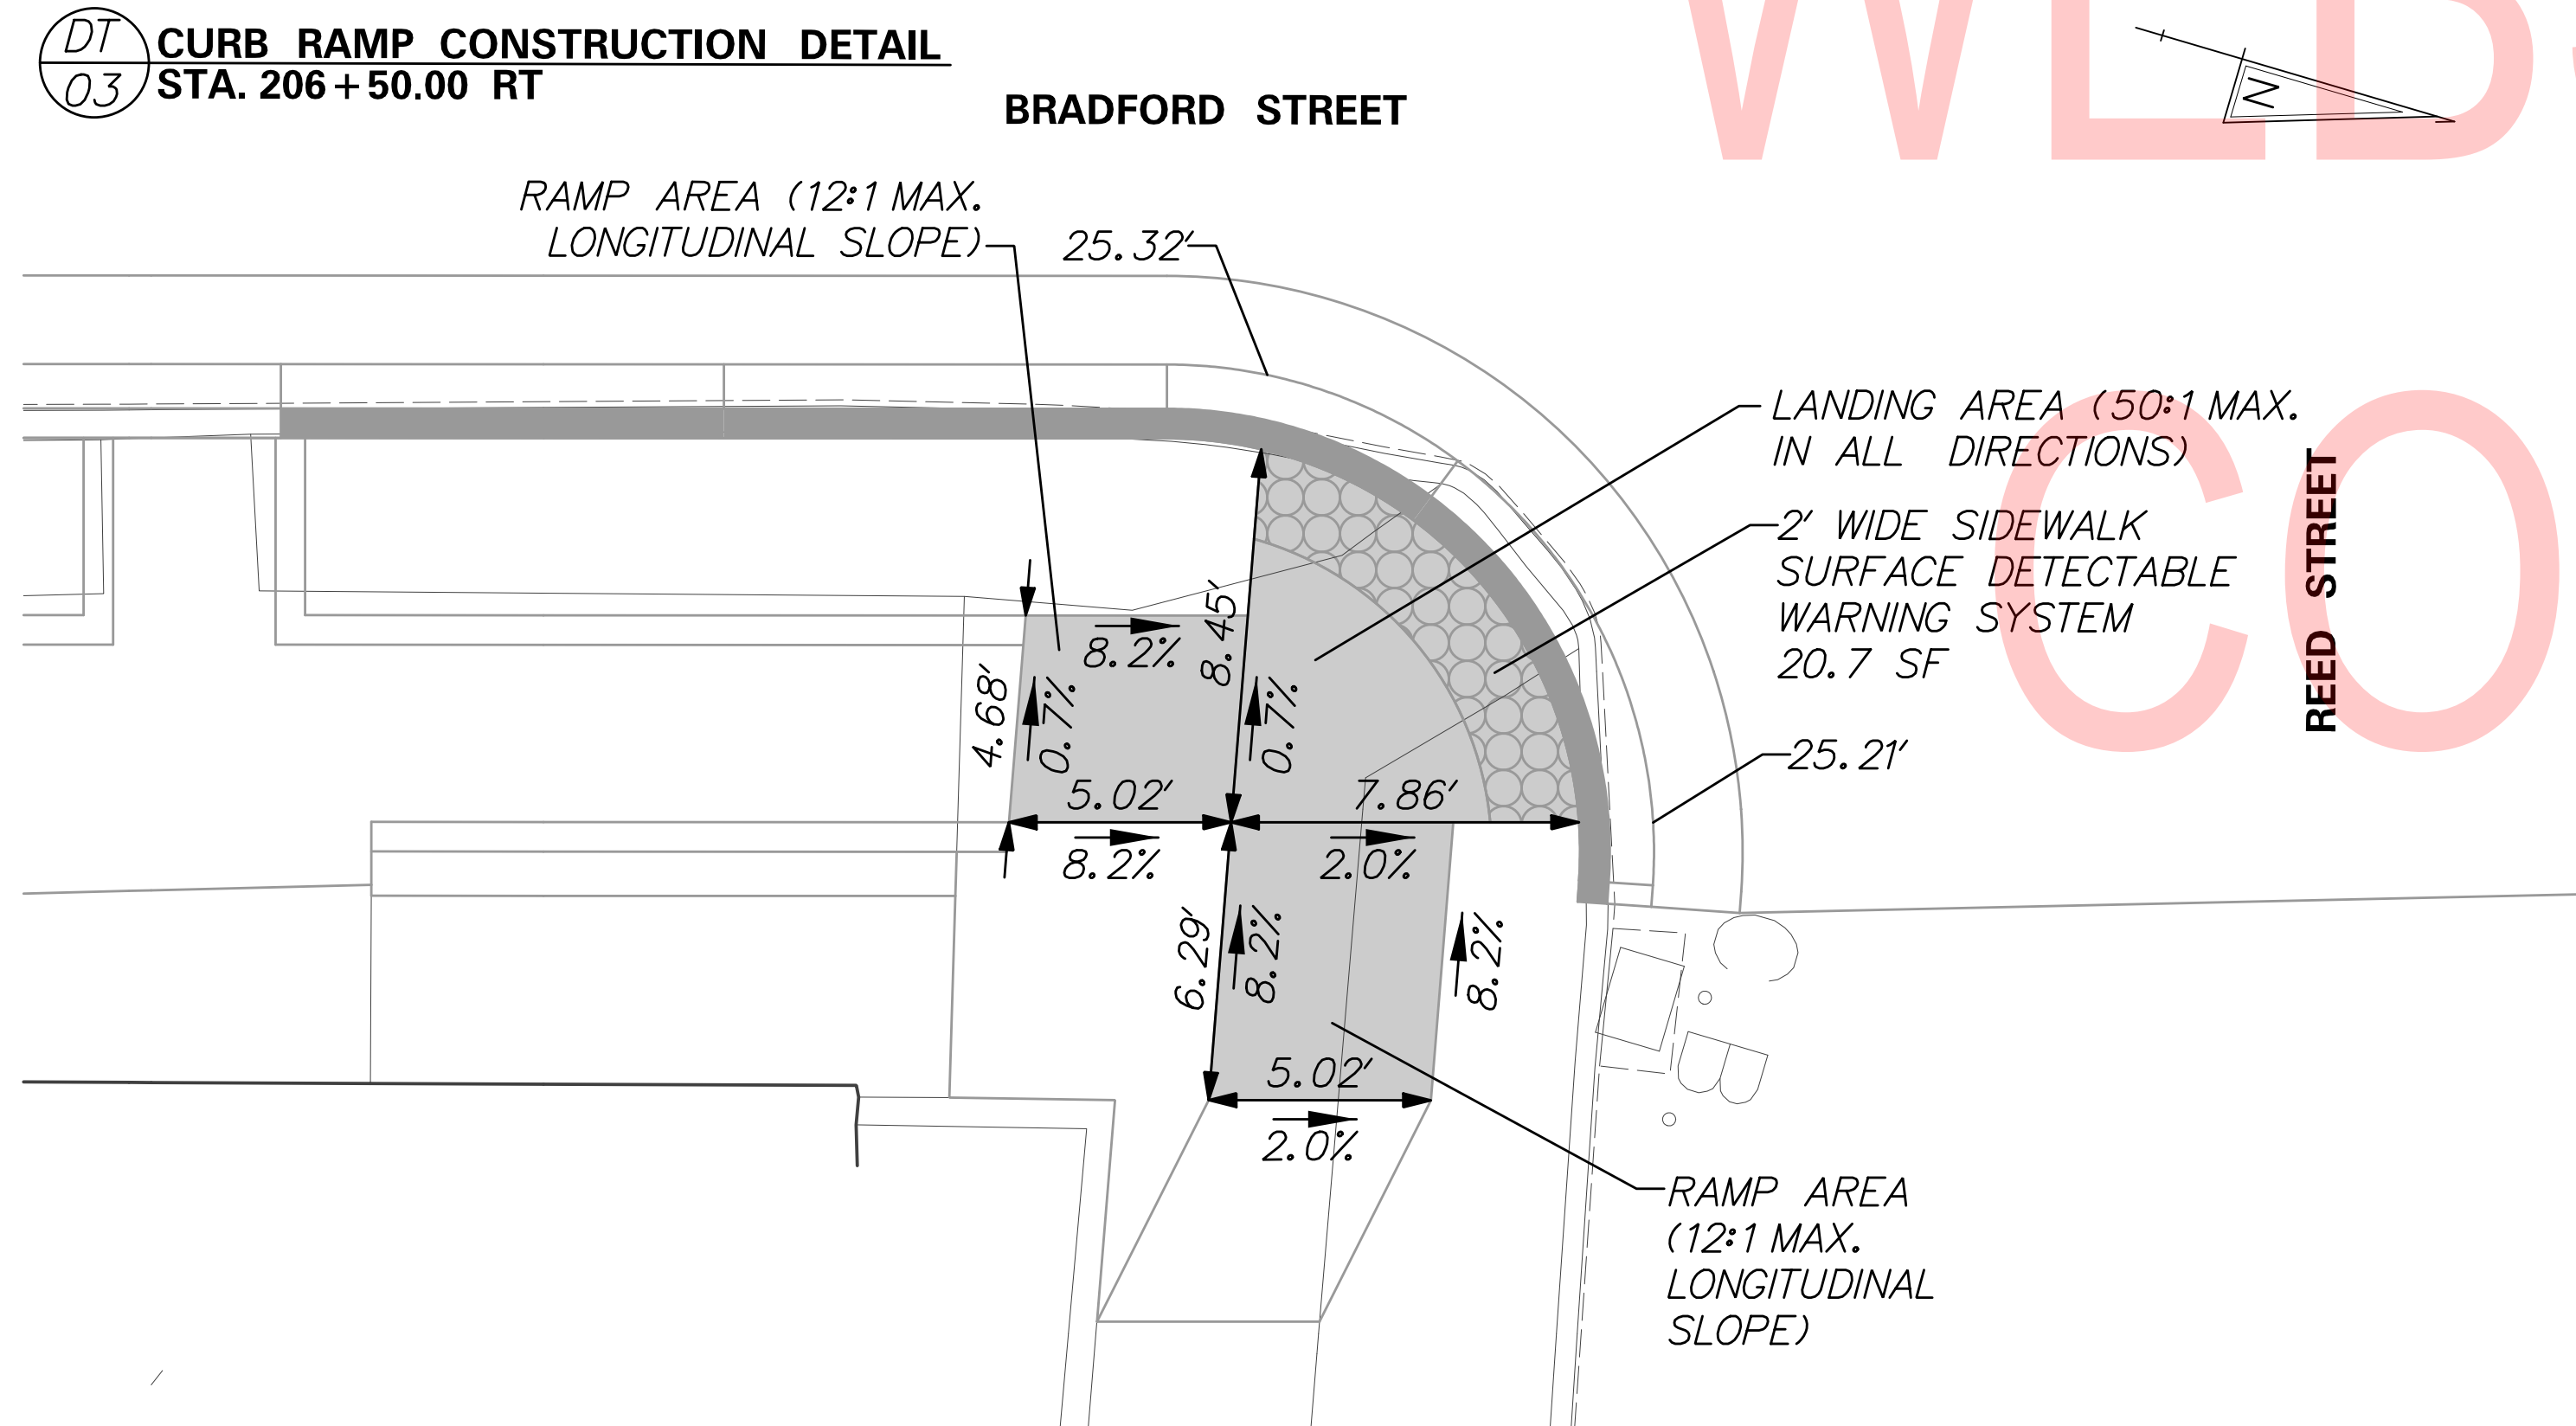 DT
03
CURB RAMP CONSTRUCTION DETAIL
STA. 206+50.00 RT
BRADFORD STREET
N
RAMP AREA (12:1 MAX.
LONGITUDINAL SLOPE)
25.32'
LANDING AREA (50:1 MAX.
IN ALL DIRECTIONS)
2' WIDE SIDEWALK
SURFACE DETECTABLE
WARNING SYSTEM
20.7 SF
REED STREET
25.21'
8.2%
8.45'
4.68'
0.7%
0.7%
5.02'
7.86'
8.2%
2.0%
6.29'
8.2%
8.2%
5.02'
2.0%
RAMP AREA
(12:1 MAX.
LONGITUDINAL
SLOPE)
CO